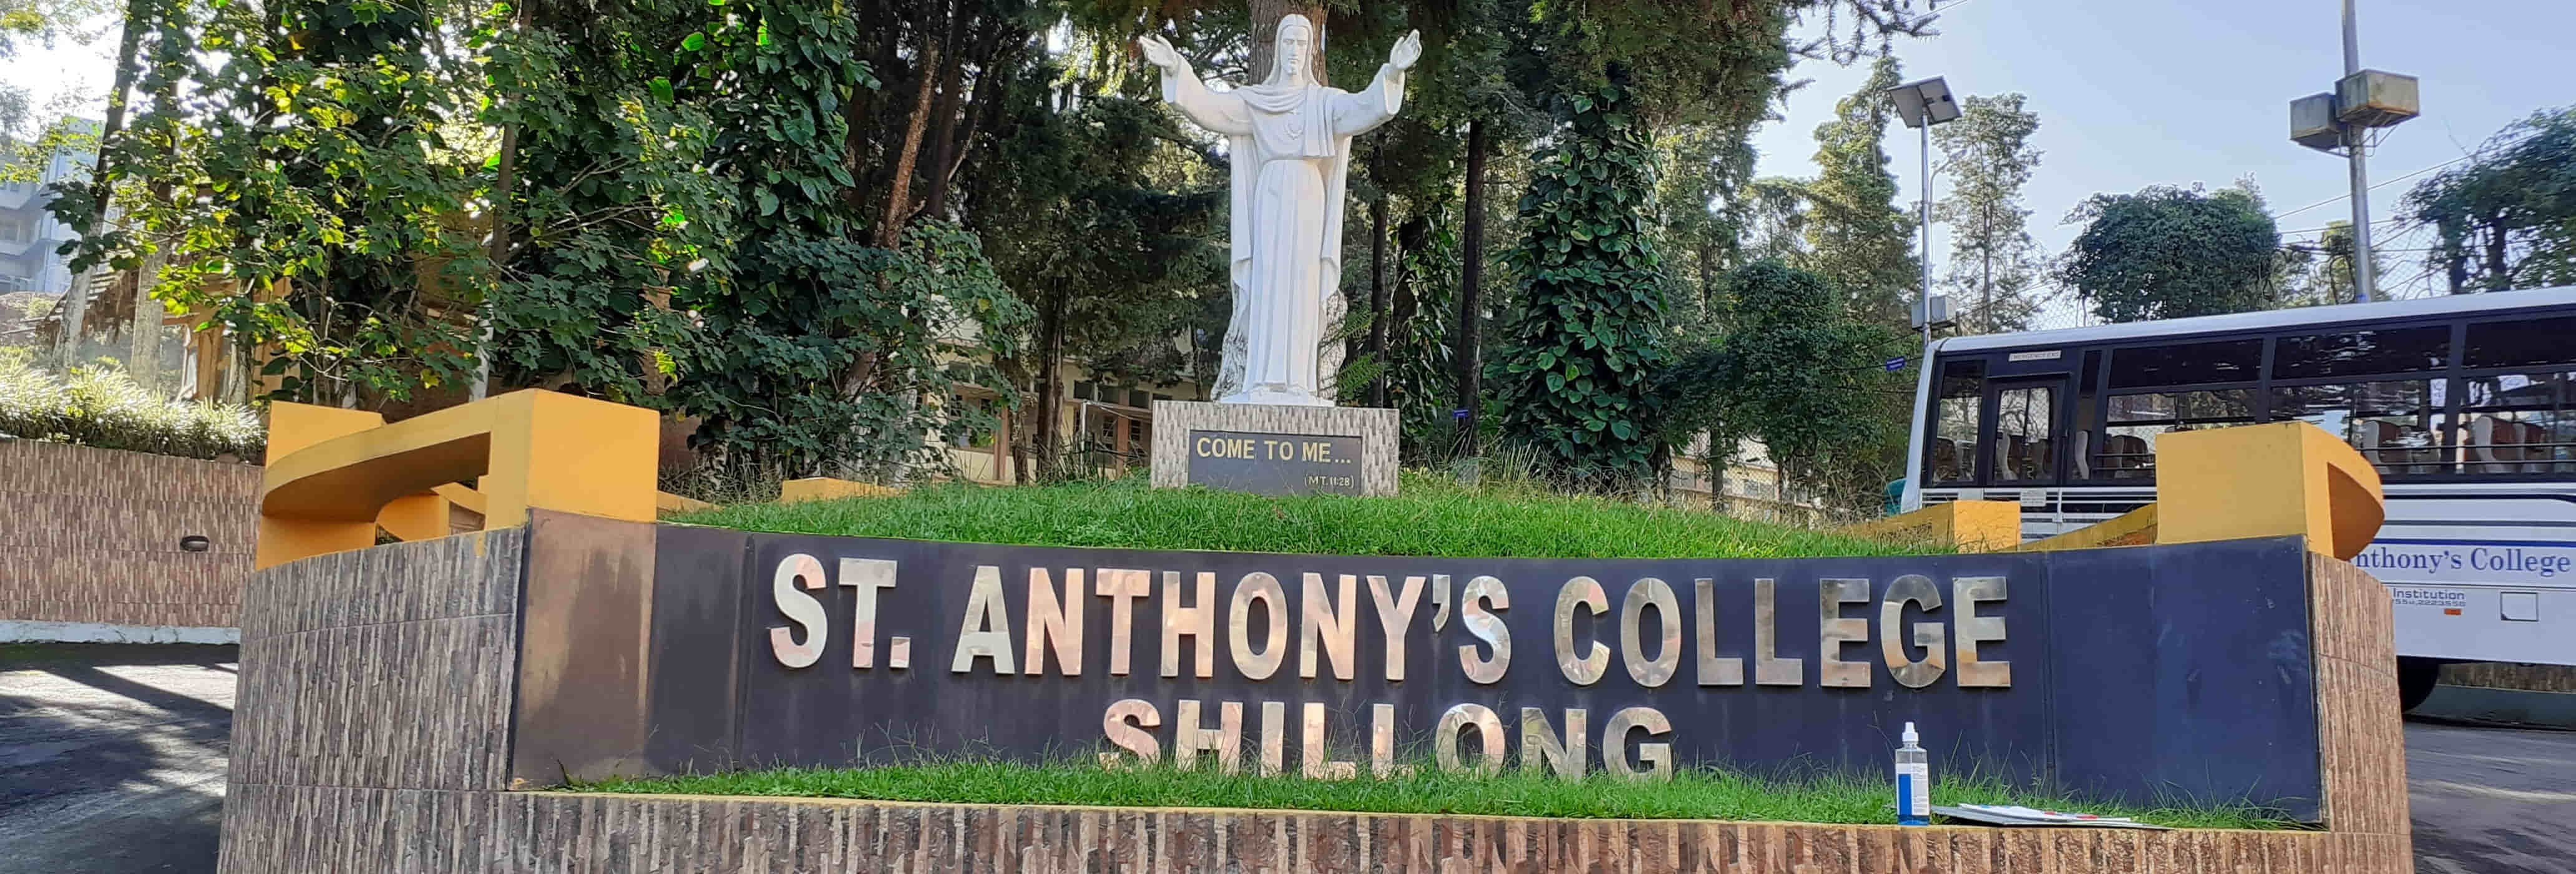 COME TO ME...
(MT.11:28)
ST. ANTHONY'S COLLEGE
SHILLONG
nthony's College
Institution